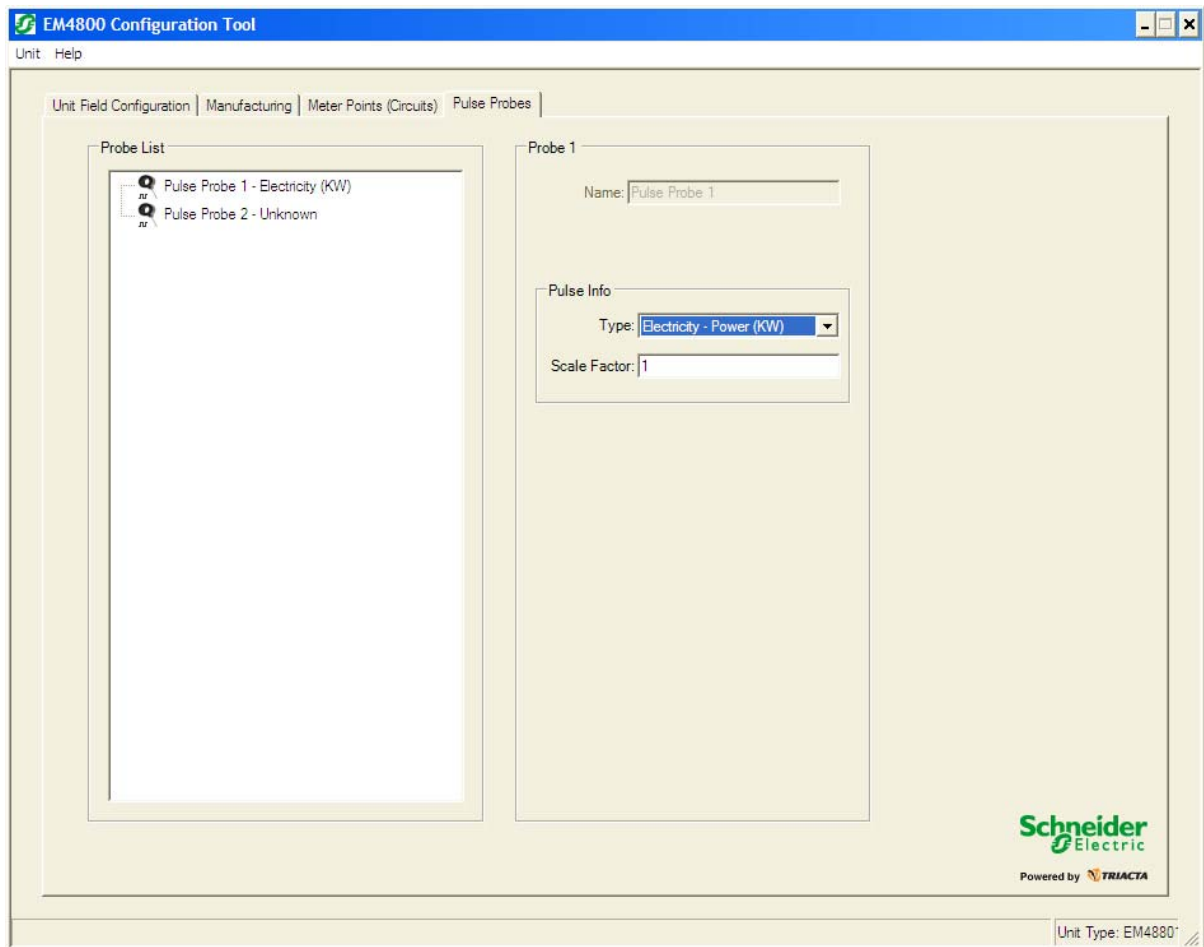 EM4800 Configuration Tool
Unit Help
Unit Field Configuration Manufacturing Meter Points (Circuits) Pulse Probes
Probe List
Pulse Probe 1 - Electricity (KW)
Pulse Probe 2 - Unknown
Probe 1
Name: Pulse Probe 1
Pulse Info
Type: Electricity - Power (KW)
Scale Factor: 1
Schneider
Electric
Powered by TRIACTA
Unit Type: EM4880